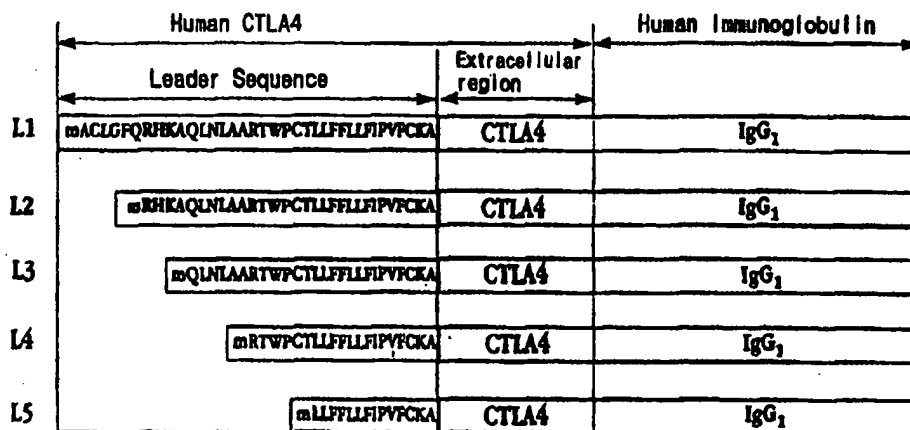 Human CTLA4 Human Immunoglobulin
Leader Sequence Extracellular region
L1 mACLGFQRHKAQLNLAARTWPCTLLFFLLFIPVFCKA CTLA4 IgG₁
L2 mRHKAQLNLAARTWPCTLLFFLLFIPVFCKA CTLA4 IgG₁
L3 mQLNLAARTWPCTLLFFLLFIPVFCKA CTLA4 IgG₁
L4 mRTWPCTLLFFLLFIPVFCKA CTLA4 IgG₁
L5 mLLFFLLFIPVFCKA CTLA4 IgG₁